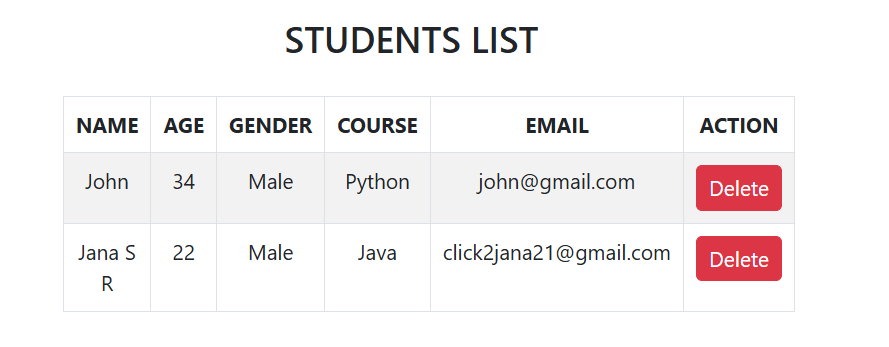 STUDENTS LIST
NAME AGE GENDER COURSE EMAIL ACTION
John 34 Male Python john@gmail.com Delete
Jana S 22 Male Java click2jana21@gmail.com Delete
R